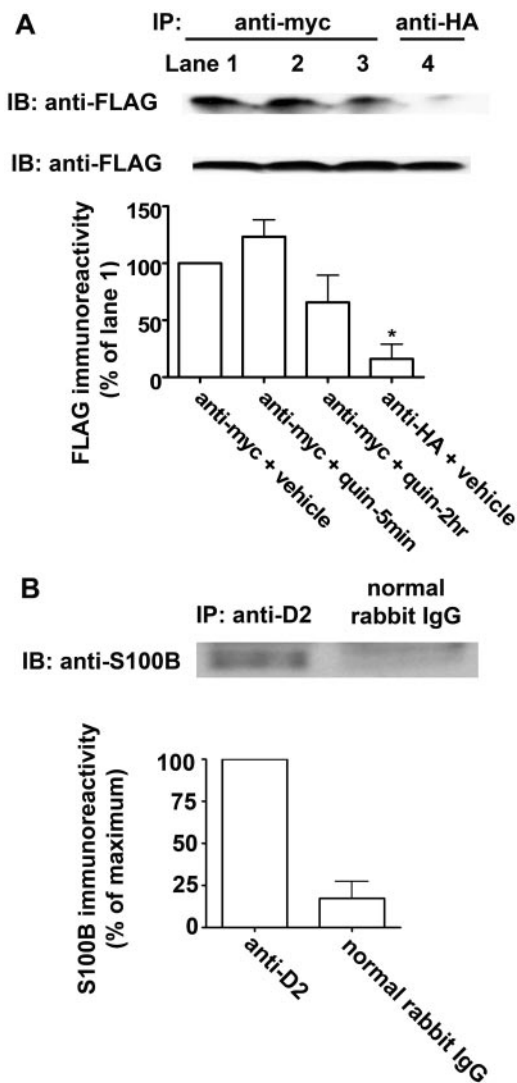 A
IP: anti-myc anti-HA
Lane 1 2 3 4
IB: anti-FLAG
IB: anti-FLAG
FLAG immunoreactivity
(% of lane 1)
150
100
50
0
*
anti-myc + vehicle
anti-myc + quin-5min
anti-myc + quin-2hr
anti-HA + vehicle
B
IP: anti-D2 normal
rabbit IgG
IB: anti-S100B
S100B immunoreactivity
(% of maximum)
100
75
50
25
0
anti-D2
normal rabbit IgG